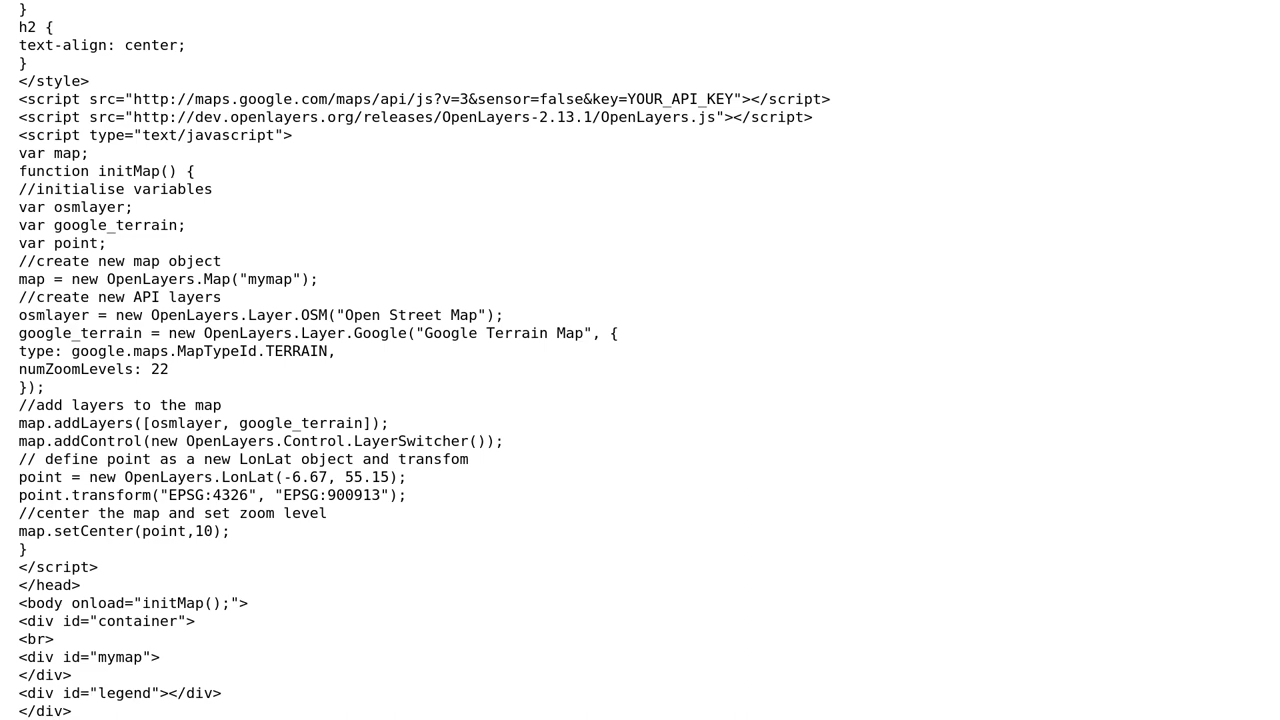 }
h2 {
text-align: center;
}
</style>
<script src="http://maps.google.com/maps/api/js?v=3&sensor=false&key=YOUR_API_KEY"></script>
<script src="http://dev.openlayers.org/releases/OpenLayers-2.13.1/OpenLayers.js"></script>
<script type="text/javascript">
var map;
function initMap() {
//initialise variables
var osmlayer;
var google_terrain;
var point;
//create new map object
map = new OpenLayers.Map("mymap");
//create new API layers
osmlayer = new OpenLayers.Layer.OSM("Open Street Map");
google_terrain = new OpenLayers.Layer.Google("Google Terrain Map", {
type: google.maps.MapTypeId.TERRAIN,
numZoomLevels: 22
});
//add layers to the map
map.addLayers([osmlayer, google_terrain]);
map.addControl(new OpenLayers.Control.LayerSwitcher());
// define point as a new LonLat object and transfom
point = new OpenLayers.LonLat(-6.67, 55.15);
point.transform("EPSG:4326", "EPSG:900913");
//center the map and set zoom level
map.setCenter(point,10);
}
</script>
</head>
<body onload="initMap();">
<div id="container">
<br>
<div id="mymap">
</div>
<div id="legend"></div>
</div>